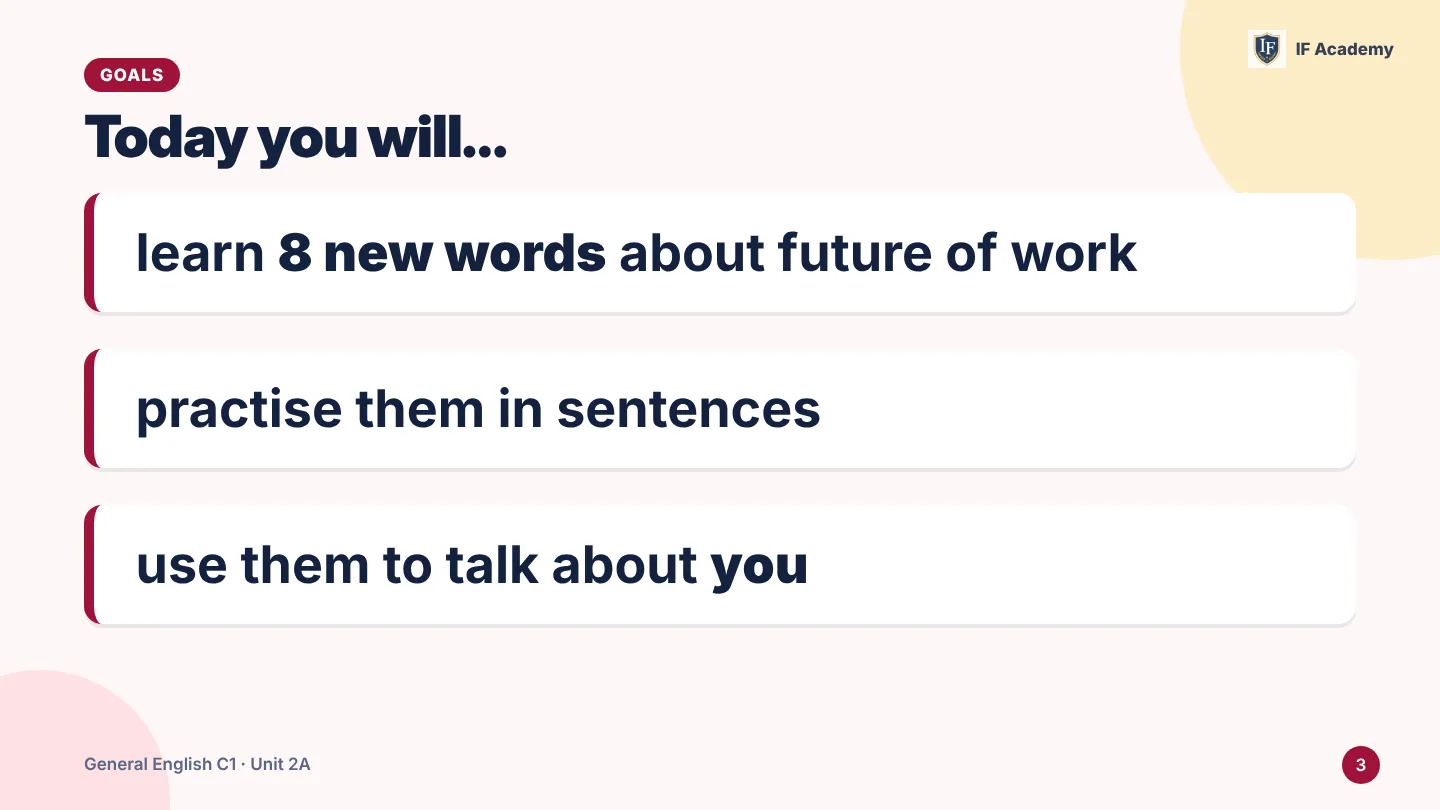 IF Academy
GOALS
Today you will...
learn 8 new words about future of work
practise them in sentences
use them to talk about you
General English C1 · Unit 2A
3